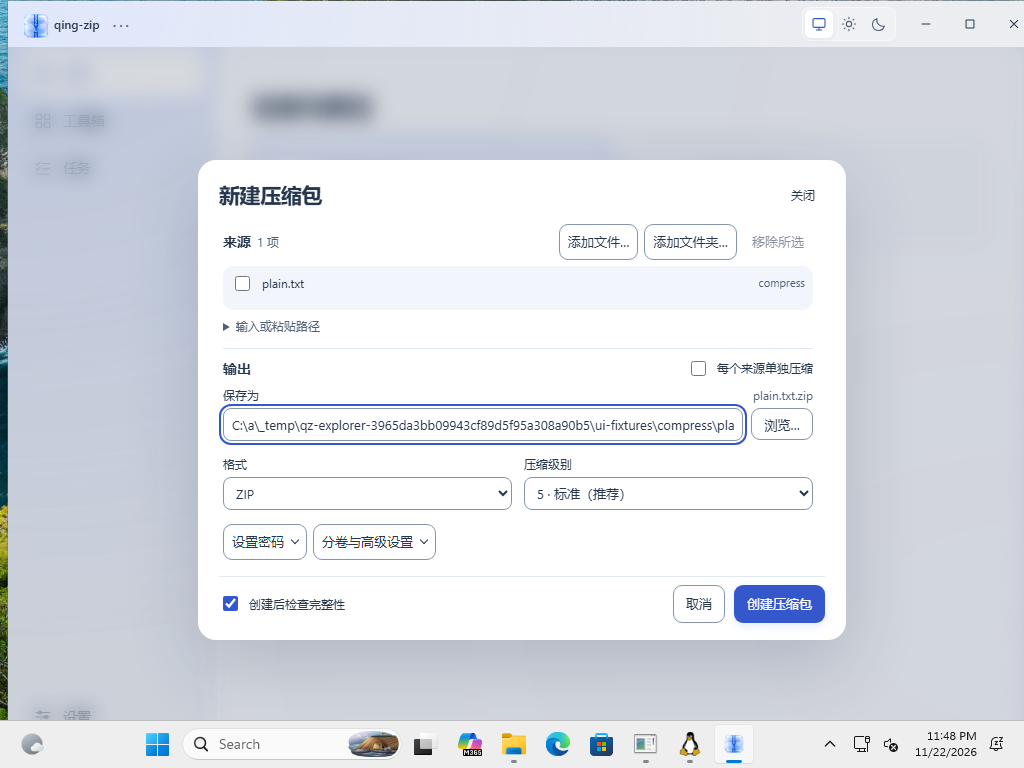 qing-zip ···
工具箱
任务
新建压缩包
关闭
来源 1 项
添加文件...
添加文件夹...
移除所选
plain.txt
compress
输入或粘贴路径
输出
每个来源单独压缩
保存为
plain.txt.zip
C:\a\_temp\qz-explorer-3965da3bb09943cf89d5f95a308a90b5\ui-fixtures\compress\pla
浏览...
格式
压缩级别
ZIP
5 · 标准（推荐）
设置密码
分卷与高级设置
创建后检查完整性
取消
创建压缩包
设置
Search
M365
11:48 PM
11/22/2026